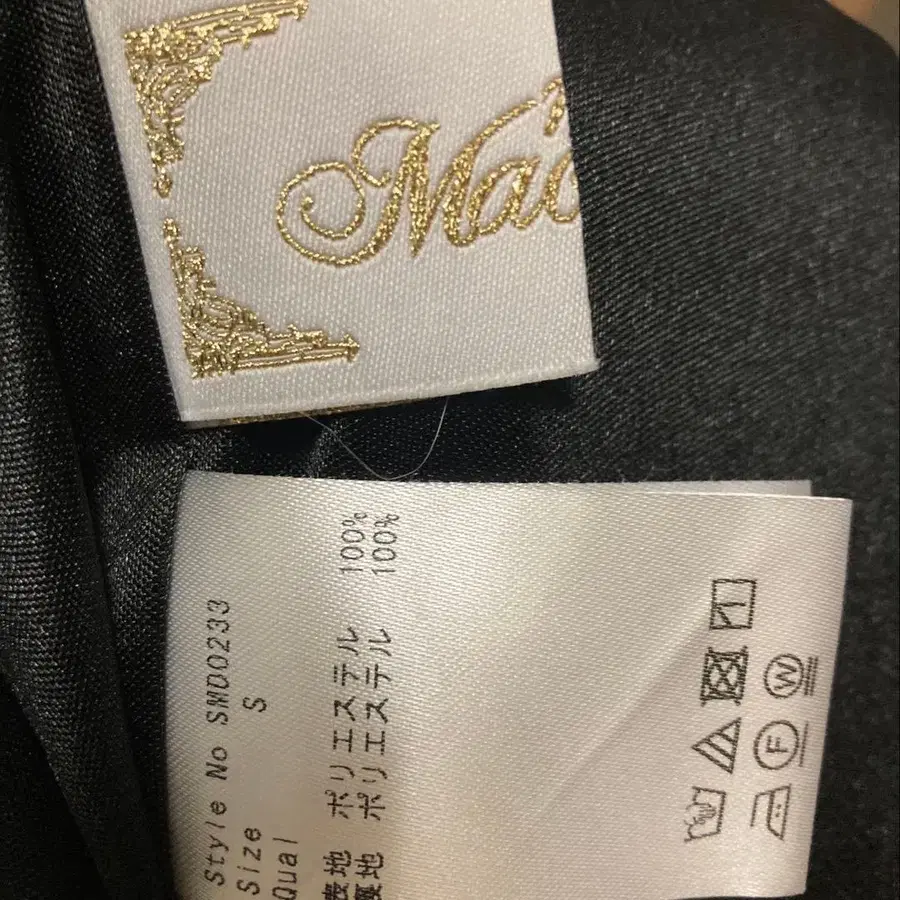 Mad
Style No SMD0233
Size S
Qual
表地 ポリエステル 100%
裏地 ポリエステル 100%
W
F